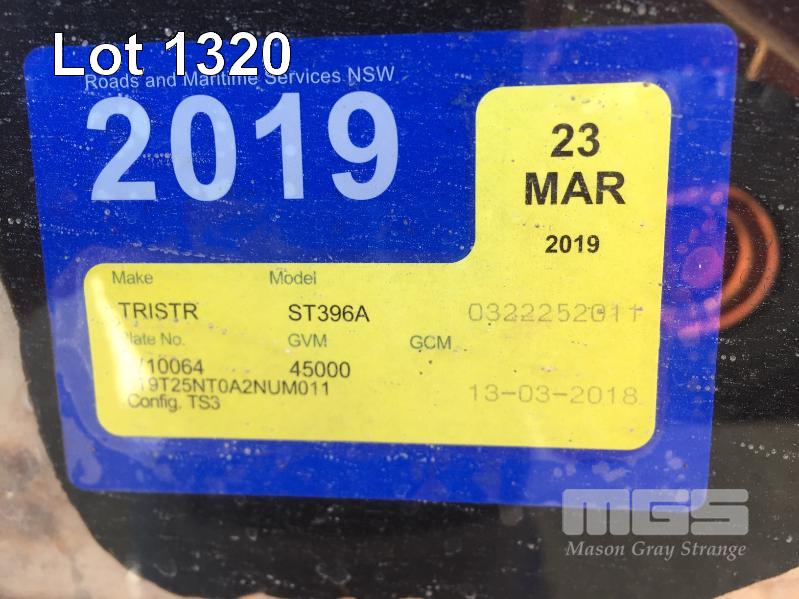 Lot 1320
Roads and Maritime Services NSW
2019
23
MAR
2019
Make Model
TRISTR ST396A 0322252011
Plate No. GVM GCM
45000
13-03-2018
Config. TS3
MGS
Mason Gray Strange